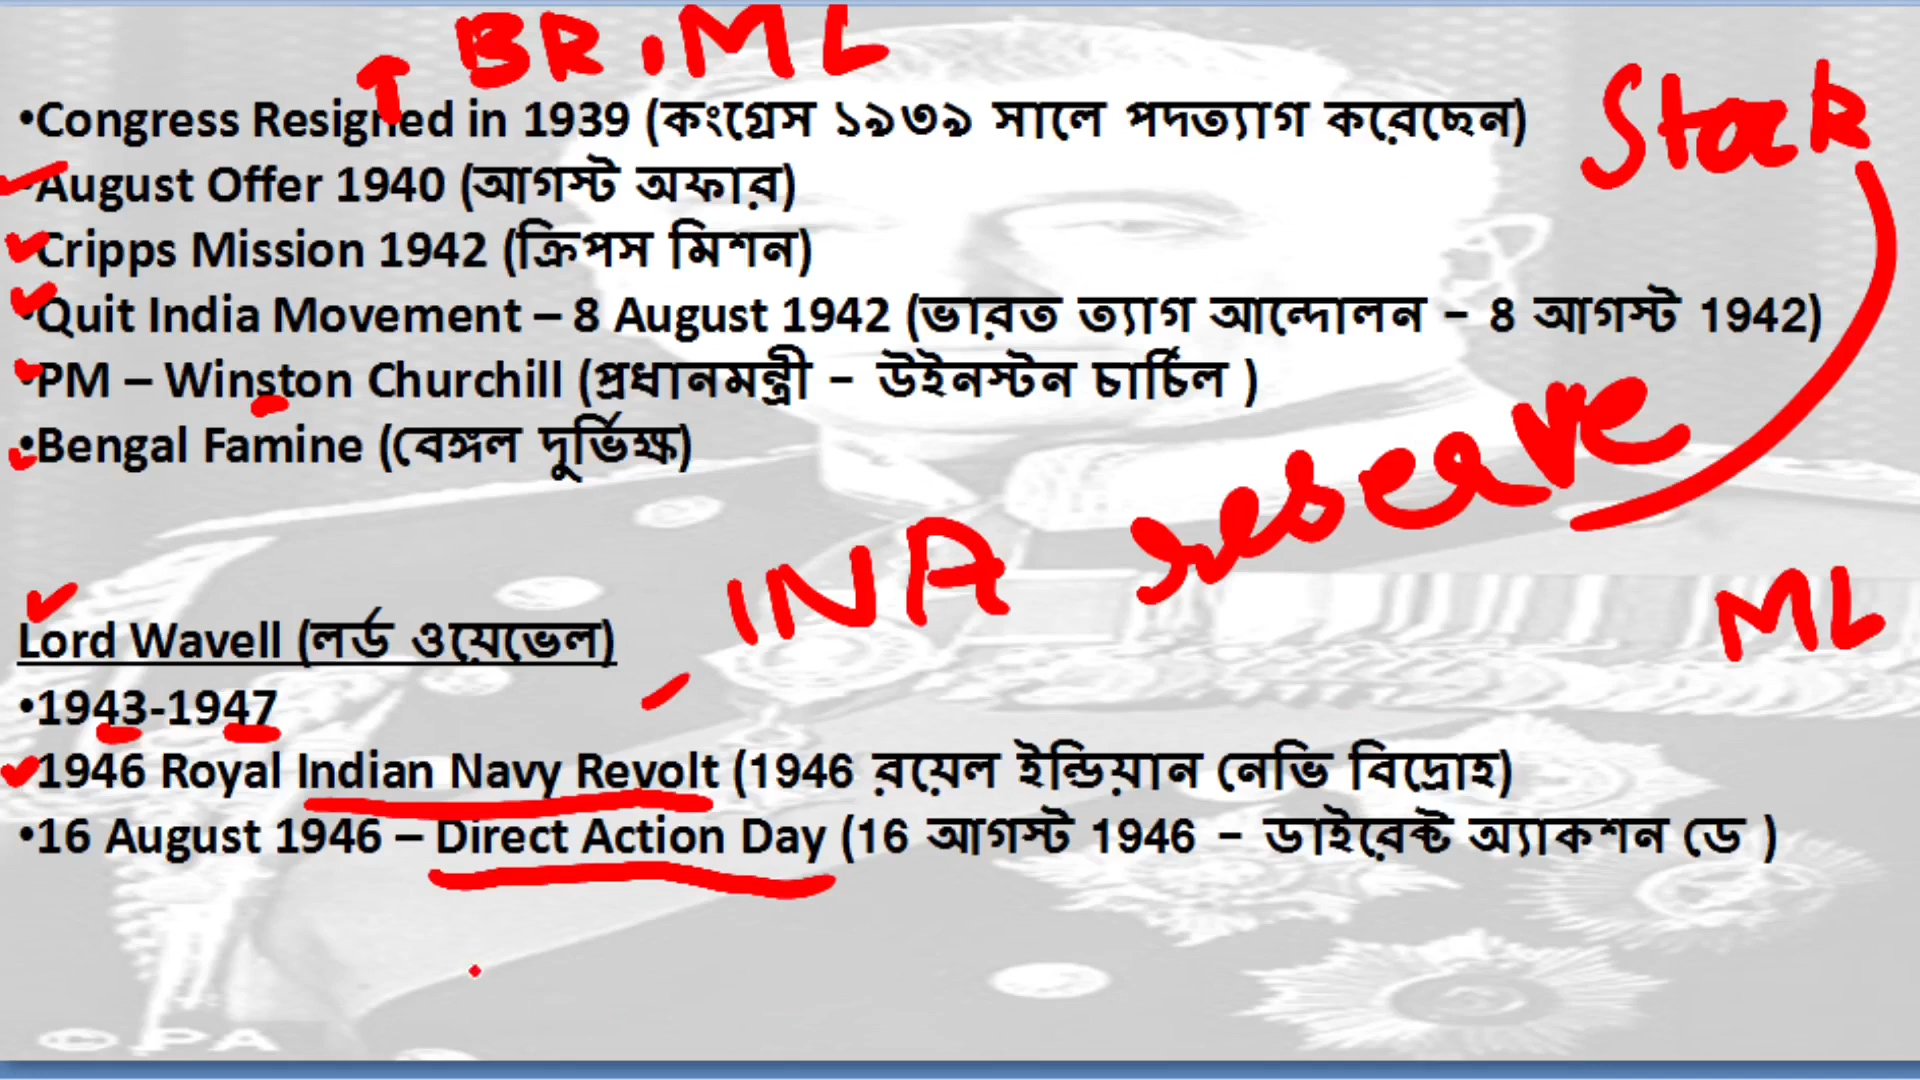 BR, ML
•Congress Resigned in 1939 (কংগ্রেস ১৯৩৯ সালে পদত্যাগ করেছেন)
Stock
•August Offer 1940 (আগস্ট অফার)
•Cripps Mission 1942 (ক্রিপস মিশন)
•Quit India Movement – 8 August 1942 (ভারত ত্যাগ আন্দোলন – 8 আগস্ট 1942)
•PM – Winston Churchill (প্রধানমন্ত্রী – উইনস্টন চার্চিল )
•Bengal Famine (বেঙ্গল দুর্ভিক্ষ)
reserve
INA
ML
Lord Wavell (লর্ড ওয়েভেল)
•1943-1947
•1946 Royal Indian Navy Revolt (1946 রয়েল ইন্ডিয়ান নেভি বিদ্রোহ)
•16 August 1946 – Direct Action Day (16 আগস্ট 1946 – ডাইরেক্ট অ্যাকশন ডে )
© PA